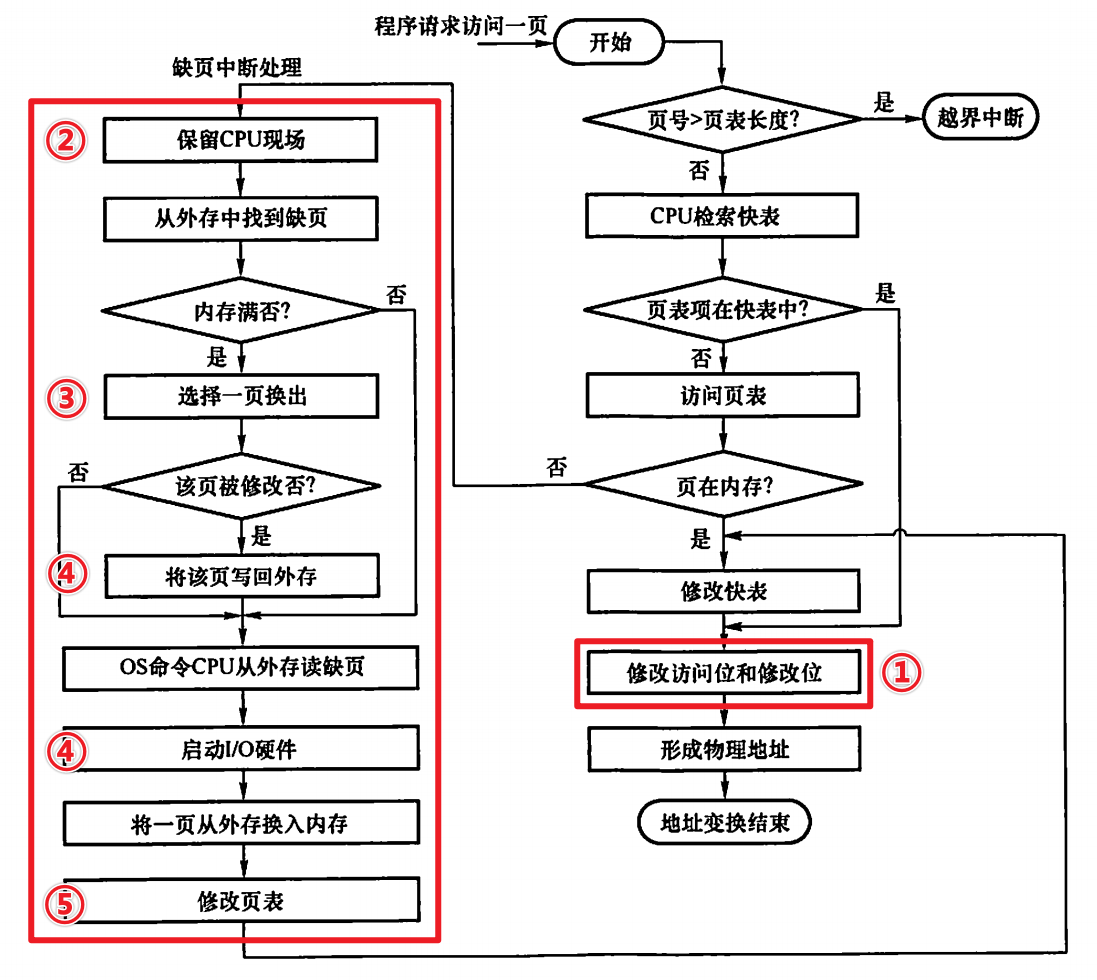 程序请求访问一页
开始
缺页中断处理
页号>页表长度?
是
越界中断
否
CPU检索快表
页表项在快表中?
是
否
访问页表
页在内存?
否
是
修改快表
修改访问位和修改位
①
形成物理地址
地址变换结束
②
保留CPU现场
从外存中找到缺页
内存满否?
否
是
③
选择一页换出
该页被修改否?
否
是
④
将该页写回外存
OS命令CPU从外存读缺页
④
启动I/O硬件
将一页从外存换入内存
⑤
修改页表